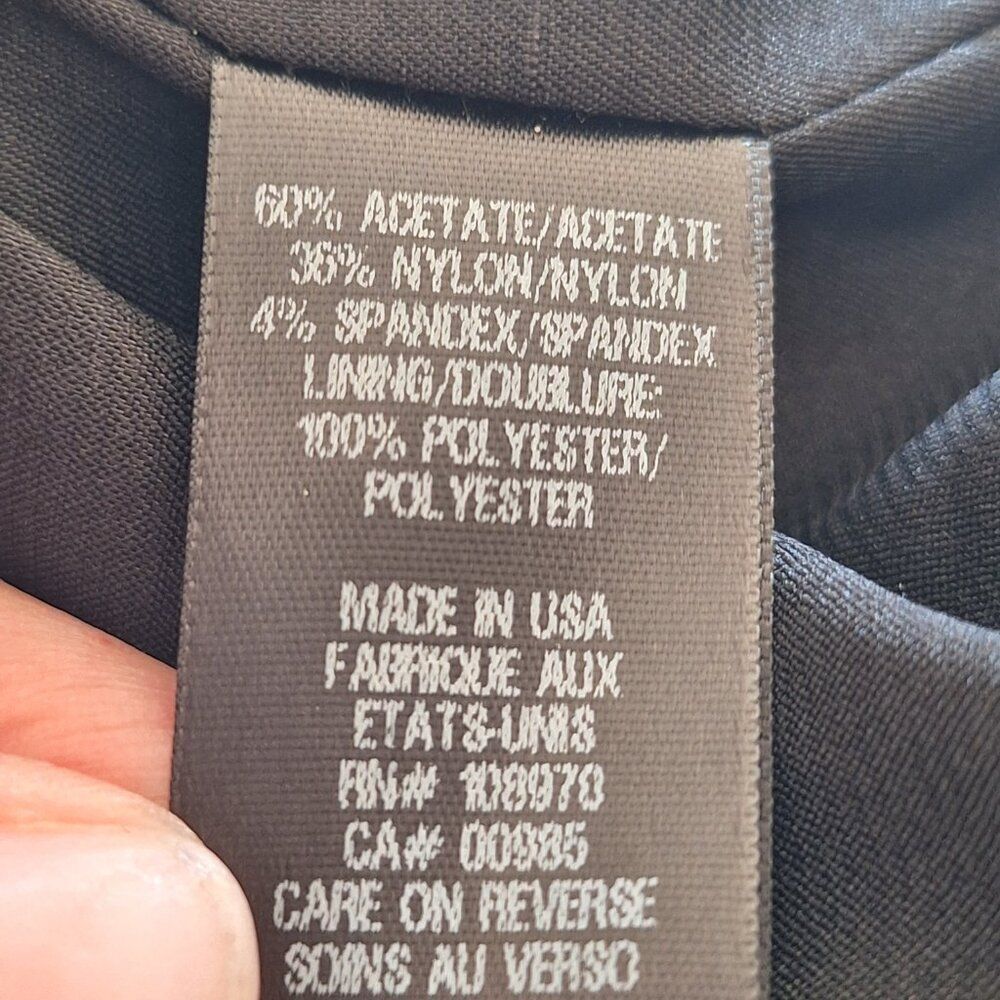 60% ACETATE/ACETATE
36% NYLON/NYLON
4% SPANDEX/SPANDEX
LINING/DOUBLURE:
100% POLYESTER/
POLYESTER
MADE IN USA
FABRIQUE AUX
ETATS-UNIS
RN# 108970
CA# 00985
CARE ON REVERSE
SOINS AU VERSO